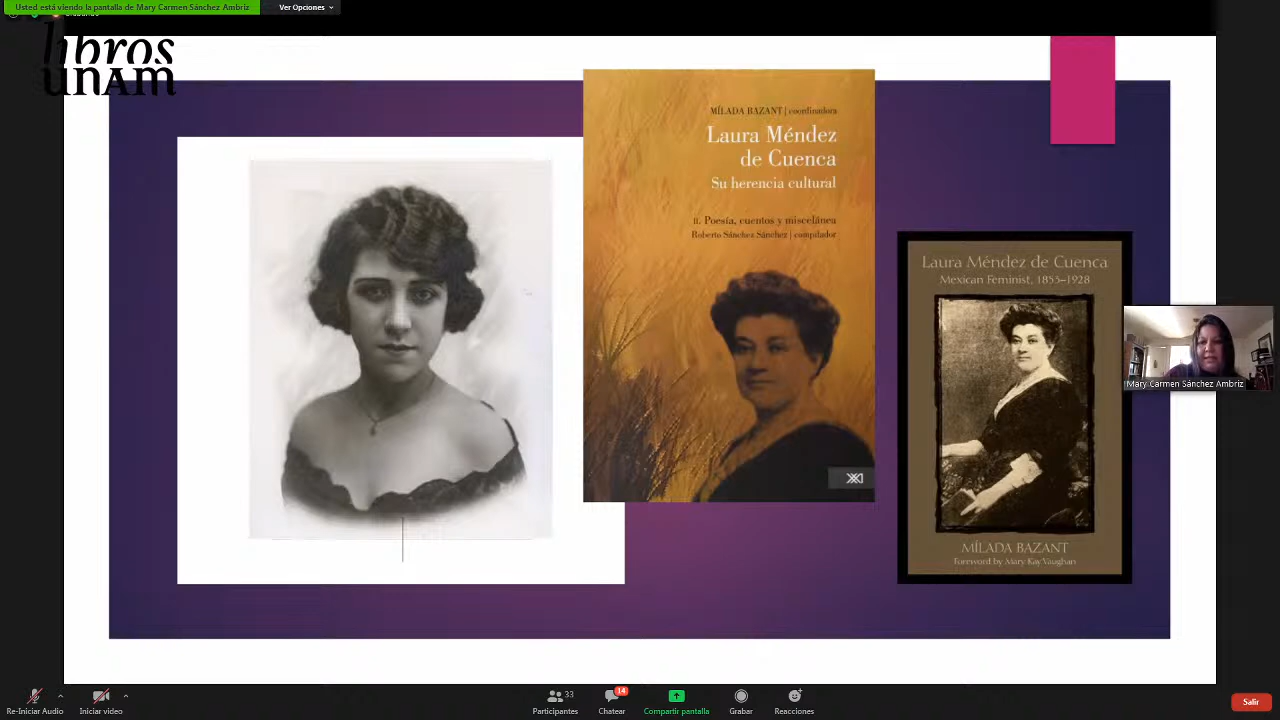 Usted está viendo la pantalla de Mary Carmen Sánchez Ambriz
Ver Opciones
libros
UNAM
MÍLADA BAZANT | coordinadora
Laura Méndez
de Cuenca
Su herencia cultural
II. Poesía, cuentos y miscelánea
Roberto Sánchez Sánchez | compilador
Laura Méndez de Cuenca
Mexican Feminist, 1853–1928
MÍLADA BAZANT
Foreword by Mary Kay Vaughan
Mary Carmen Sánchez Ambriz
Re-Iniciar Audio
Iniciar video
33
Participantes
14
Chatear
Compartir pantalla
Grabar
Reacciones
Salir